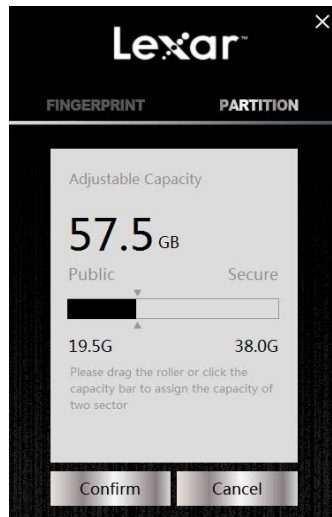 Lexar™
FINGERPRINT PARTITION
Adjustable Capacity
57.5 GB
Public Secure
19.5G 38.0G
Please drag the roller or click the
capacity bar to assign the capacity of
two sector
Confirm Cancel